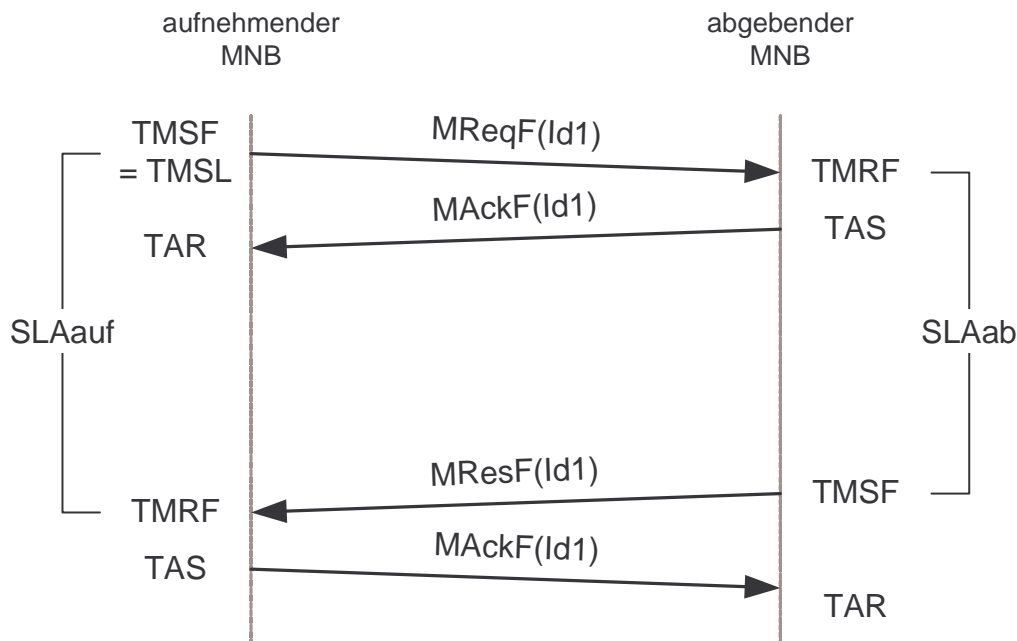 aufnehmender
MNB
abgebender
MNB
TMSF
= TMSL
MReqF(Id1)
TMRF
MAckF(Id1)
TAS
TAR
SLAauf
SLAab
MResF(Id1)
TMSF
TMRF
MAckF(Id1)
TAS
TAR